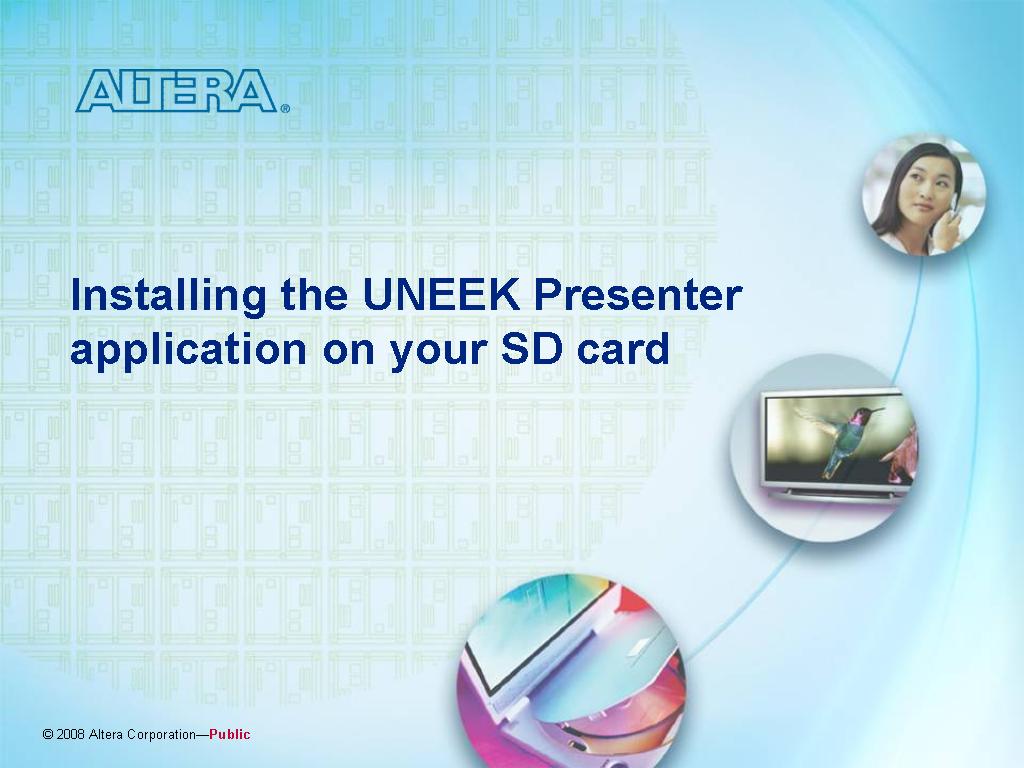 ALTERA®
Installing the UNEEK Presenter
application on your SD card
© 2008 Altera Corporation—Public